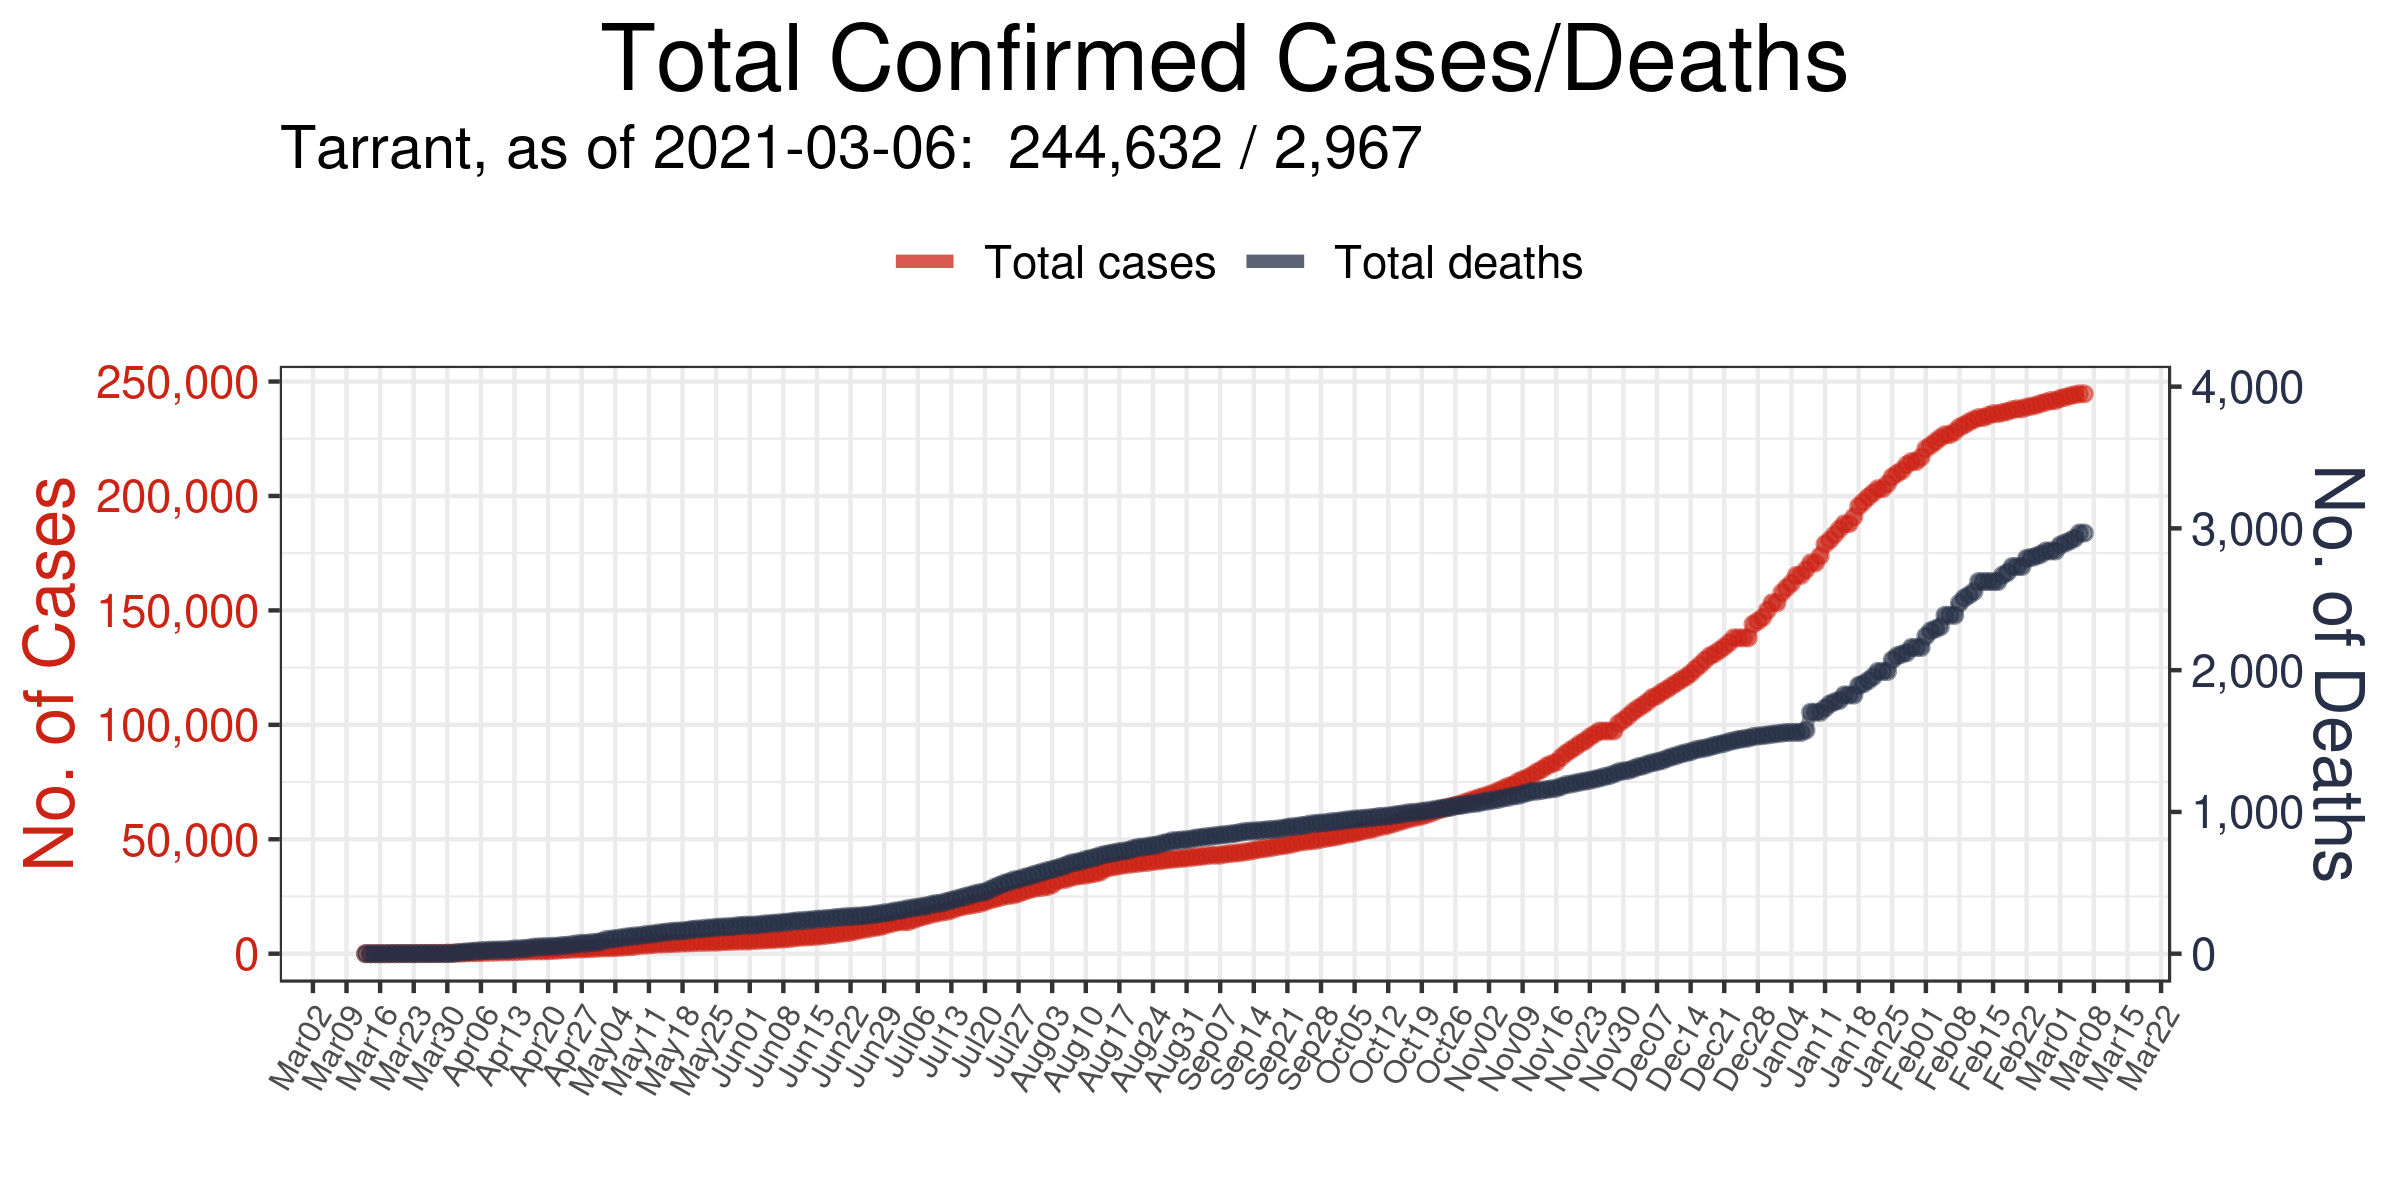 Total Confirmed Cases/Deaths
Tarrant, as of 2021-03-06:  244,632 / 2,967
Total cases
Total deaths
No. of Cases
250,000
200,000
150,000
100,000
50,000
0
4,000
3,000
2,000
1,000
0
No. of Deaths
Mar02
Mar09
Mar16
Mar23
Mar30
Apr06
Apr13
Apr20
Apr27
May04
May11
May18
May25
Jun01
Jun08
Jun15
Jun22
Jun29
Jul06
Jul13
Jul20
Jul27
Aug03
Aug10
Aug17
Aug24
Aug31
Sep07
Sep14
Sep21
Sep28
Oct05
Oct12
Oct19
Oct26
Nov02
Nov09
Nov16
Nov23
Nov30
Dec07
Dec14
Dec21
Dec28
Dec04
Jan11
Jan18
Jan25
Feb01
Feb08
Feb15
Feb22
Mar01
Mar08
Mar15
Mar22